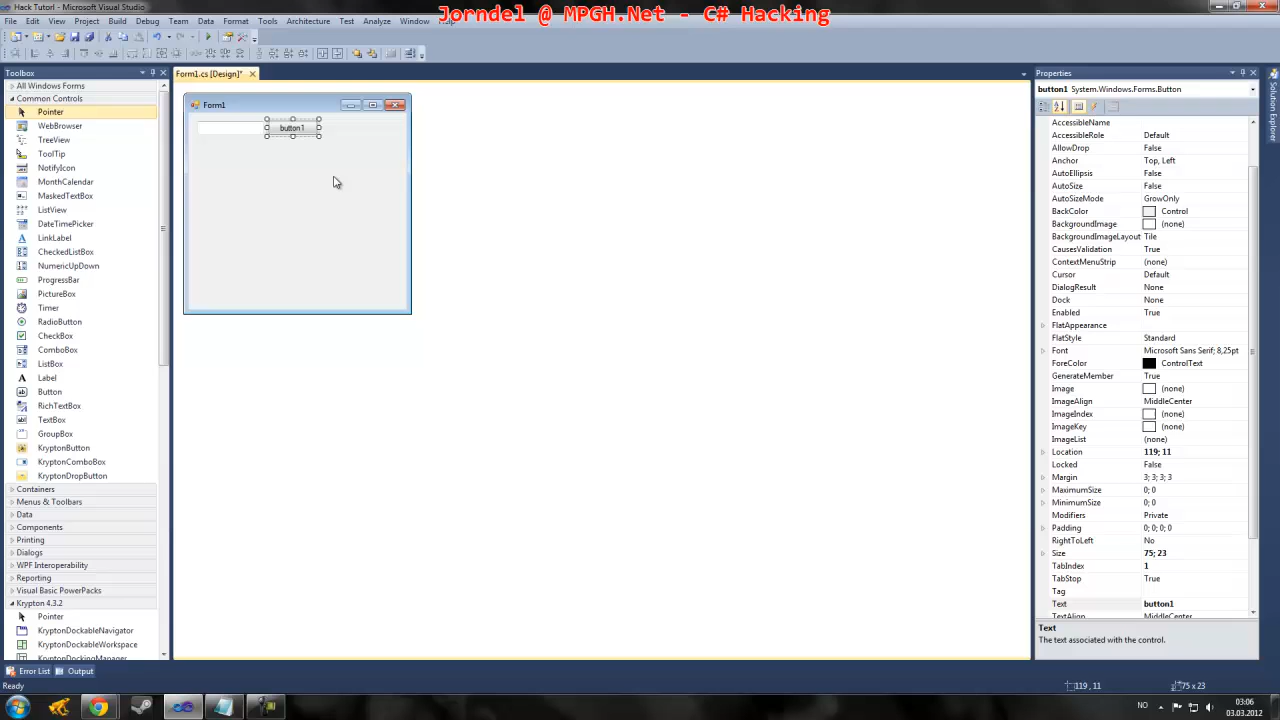 Hack Tutorl - Microsoft Visual Studio
Jorndel @ MPGH.Net - C# Hacking
File Edit View Project Build Debug Team Data Format Tools Architecture Test Analyze Window Help
Toolbox
All Windows Forms
Common Controls
Pointer
WebBrowser
TreeView
ToolTip
NotifyIcon
MonthCalendar
MaskedTextBox
ListView
DateTimePicker
LinkLabel
CheckedListBox
NumericUpDown
ProgressBar
PictureBox
Timer
RadioButton
CheckBox
ComboBox
ListBox
Label
Button
RichTextBox
TextBox
GroupBox
KryptonButton
KryptonComboBox
KryptonDropButton
Containers
Menus & Toolbars
Data
Components
Printing
Dialogs
WPF Interoperability
Reporting
Visual Basic PowerPacks
Krypton 4.3.2
Pointer
KryptonDockableNavigator
KryptonDockableWorkspace
KryptonDockingManager
Form1.cs [Design]*
Form1
button1
Properties
button1 System.Windows.Forms.Button
AccessibleName
AccessibleRole Default
AllowDrop False
Anchor Top, Left
AutoEllipsis False
AutoSize False
AutoSizeMode GrowOnly
BackColor Control
BackgroundImage (none)
BackgroundImageLayout Tile
CausesValidation True
ContextMenuStrip (none)
Cursor Default
DialogResult None
Dock None
Enabled True
FlatAppearance
FlatStyle Standard
Font Microsoft Sans Serif; 8,25pt
ForeColor ControlText
GenerateMember True
Image (none)
ImageAlign MiddleCenter
ImageIndex (none)
ImageKey (none)
ImageList (none)
Location 119; 11
Locked False
Margin 3; 3; 3; 3
MaximumSize 0; 0
MinimumSize 0; 0
Modifiers Private
Padding 0; 0; 0; 0
RightToLeft No
Size 75; 23
TabIndex 1
TabStop True
Tag
Text button1
TextAlign MiddleCenter
Text
The text associated with the control.
Solution Explorer
Error List Output
Ready
119 , 11
75 x 23
NO
03:06
03.03.2012